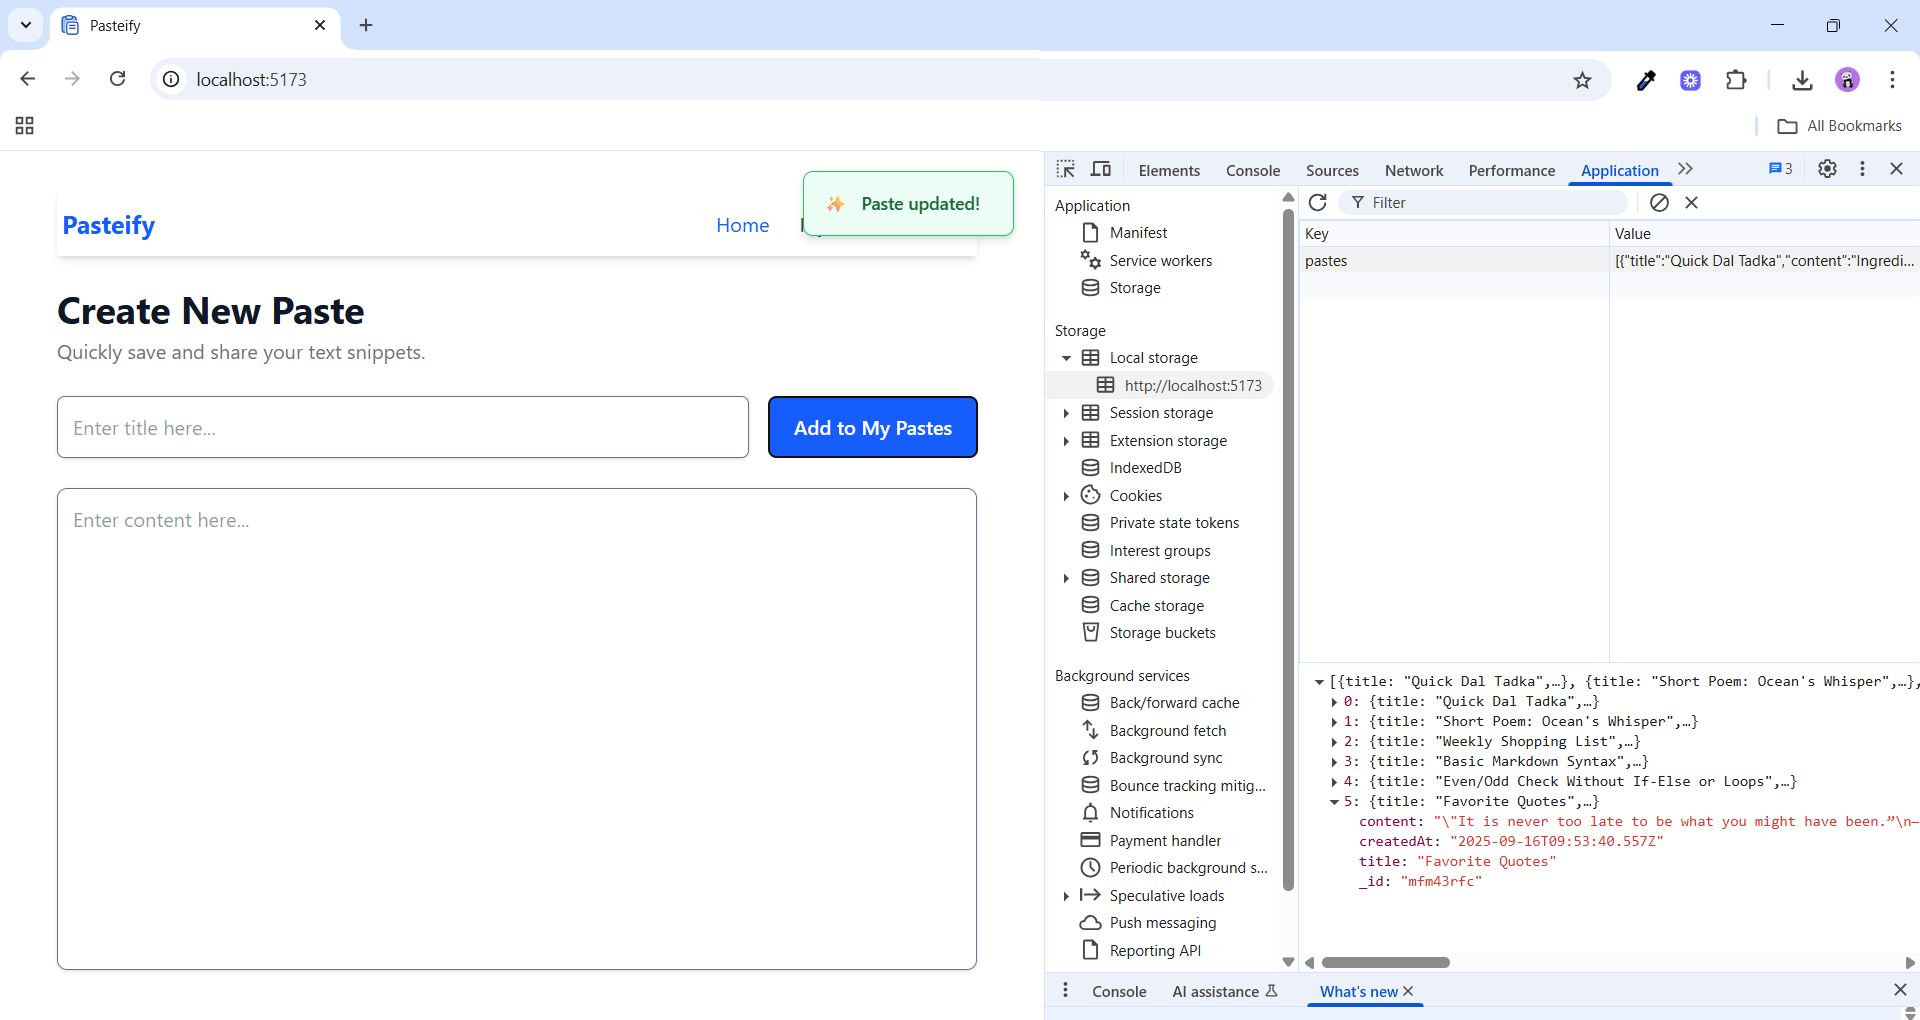 Pasteify
localhost:5173
All Bookmarks
Pasteify
Home
Paste updated!
Create New Paste
Quickly save and share your text snippets.
Enter title here...
Add to My Pastes
Enter content here...
Elements Console Sources Network Performance Application 3
Application
Manifest
Service workers
Storage
Storage
Local storage
http://localhost:5173
Session storage
Extension storage
IndexedDB
Cookies
Private state tokens
Interest groups
Shared storage
Cache storage
Storage buckets
Background services
Back/forward cache
Background fetch
Background sync
Bounce tracking mitig...
Notifications
Payment handler
Periodic background s...
Speculative loads
Push messaging
Reporting API
Filter
Key Value
pastes [{"title":"Quick Dal Tadka","content":"Ingredi...
[{title: "Quick Dal Tadka",…}, {title: "Short Poem: Ocean's Whisper",…},
0: {title: "Quick Dal Tadka",…}
1: {title: "Short Poem: Ocean's Whisper",…}
2: {title: "Weekly Shopping List",…}
3: {title: "Basic Markdown Syntax",…}
4: {title: "Even/Odd Check Without If-Else or Loops",…}
5: {title: "Favorite Quotes",…}
content: "\"It is never too late to be what you might have been.”\n—
createdAt: "2025-09-16T09:53:40.557Z"
title: "Favorite Quotes"
_id: "mfm43rfc"
Console AI assistance What's new